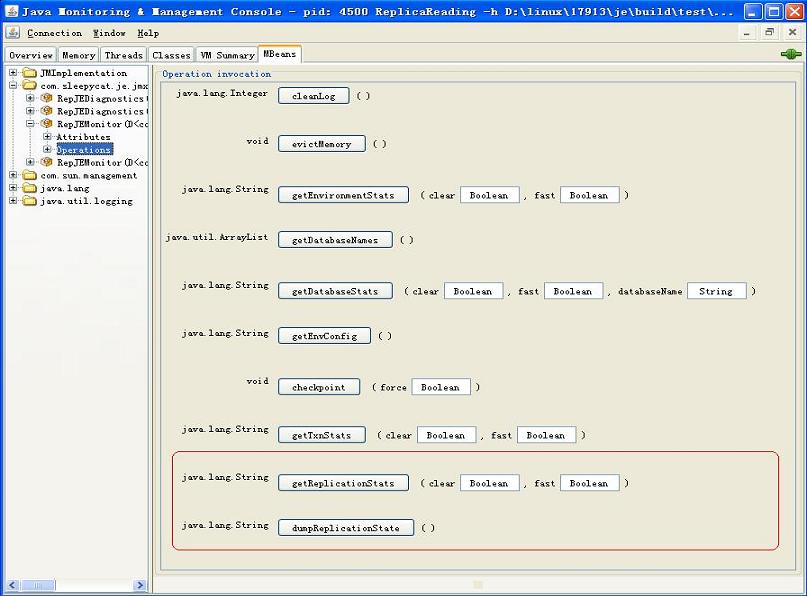 Java Monitoring & Management Console - pid: 4500 ReplicaReading -h D:\linux\17913\je\build\test\...
Connection Window Help
Overview Memory Threads Classes VM Summary MBeans
JMImplementation
com.sleepycat.je.jmx
RepJEDiagnostics(
RepJEDiagnostics(
RepJEMonitor(D<co
Attributes
Operations
RepJEMonitor(D<co
com.sun.management
java.lang
java.util.logging
Operation invocation
java.lang.Integer cleanLog ( )
void evictMemory ( )
java.lang.String getEnvironmentStats ( clear Boolean , fast Boolean )
java.util.ArrayList getDatabaseNames ( )
java.lang.String getDatabaseStats ( clear Boolean , fast Boolean , databaseName String )
java.lang.String getEnvConfig ( )
void checkpoint ( force Boolean )
java.lang.String getTxnStats ( clear Boolean , fast Boolean )
java.lang.String getReplicationStats ( clear Boolean , fast Boolean )
java.lang.String dumpReplicationState ( )